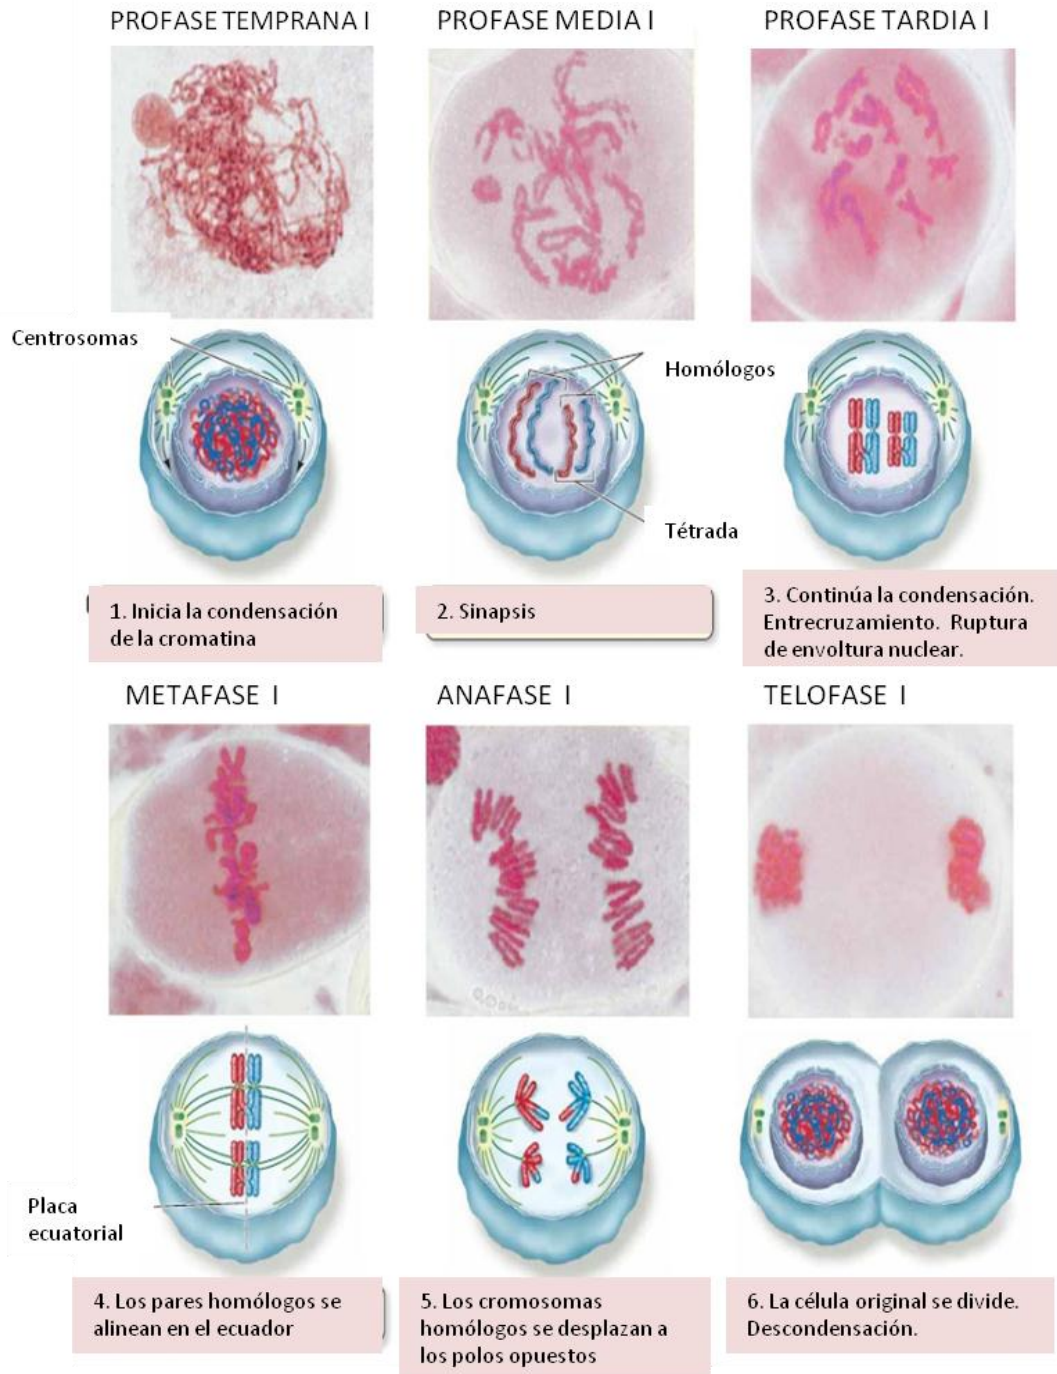 PROFASE TEMPRANA I
PROFASE MEDIA I
PROFASE TARDIA I
Centrosomas
Homólogos
Tétrada
1. Inicia la condensación
de la cromatina
2. Sinapsis
3. Continúa la condensación.
Entrecruzamiento. Ruptura
de envoltura nuclear.
METAFASE I
ANAFASE I
TELOFASE I
Placa
ecuatorial
4. Los pares homólogos se
alinean en el ecuador
5. Los cromosomas
homólogos se desplazan a
los polos opuestos
6. La célula original se divide.
Descondensación.